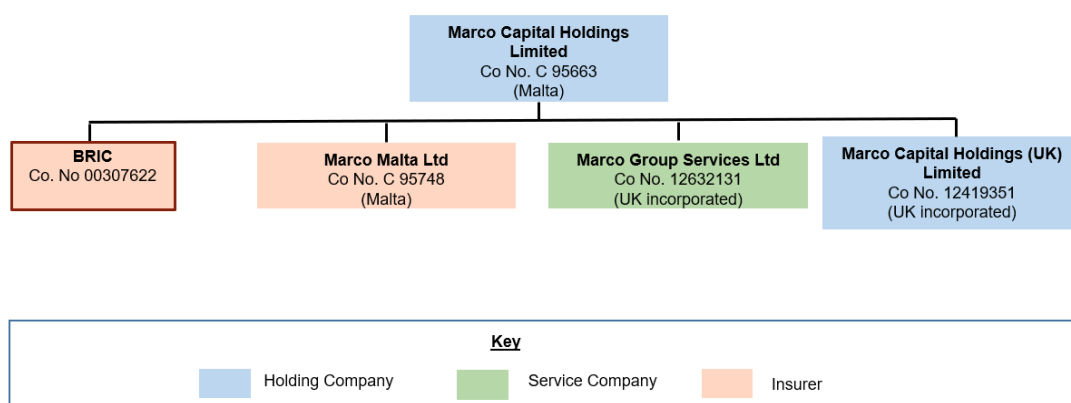 Marco Capital Holdings
Limited
Co No. C 95663
(Malta)
BRIC
Co. No 00307622
Marco Malta Ltd
Co No. C 95748
(Malta)
Marco Group Services Ltd
Co No. 12632131
(UK incorporated)
Marco Capital Holdings (UK)
Limited
Co No. 12419351
(UK incorporated)
Key
Holding Company
Service Company
Insurer